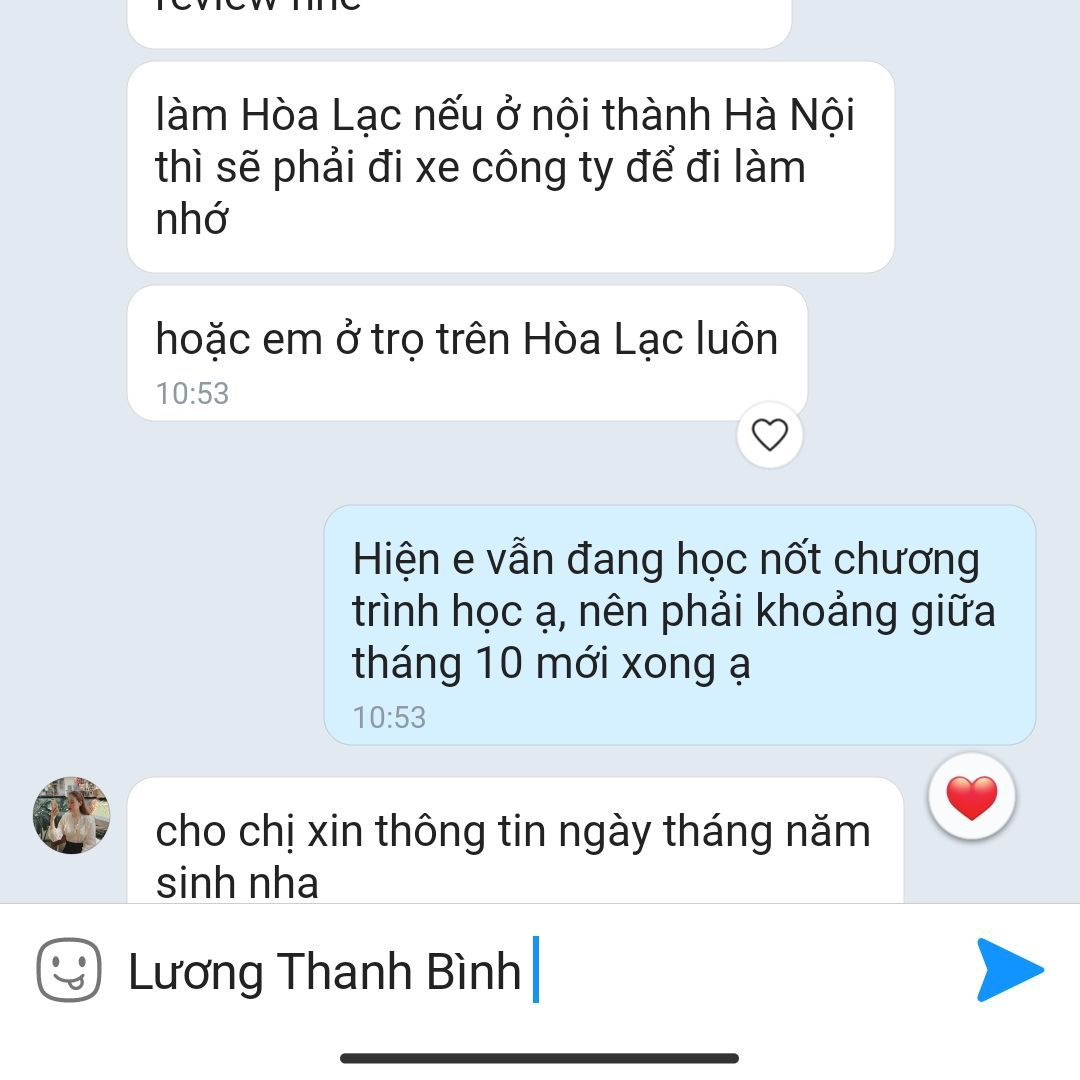 review nhé
làm Hòa Lạc nếu ở nội thành Hà Nội
thì sẽ phải đi xe công ty để đi làm
nhớ
hoặc em ở trọ trên Hòa Lạc luôn
10:53
Hiện e vẫn đang học nốt chương
trình học ạ, nên phải khoảng giữa
tháng 10 mới xong ạ
10:53
cho chị xin thông tin ngày tháng năm
sinh nha
Lương Thanh Bình